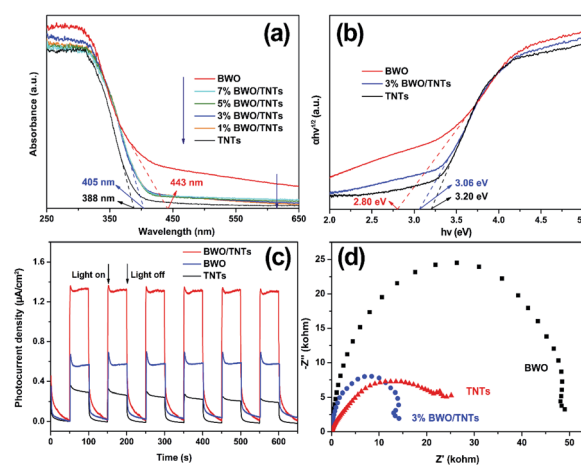 (a)
BWO
7% BWO/TNTs
5% BWO/TNTs
3% BWO/TNTs
1% BWO/TNTs
TNTs
405 nm
388 nm
443 nm
Absorbance (a.u.)
250 350 450 550 650
Wavelength (nm)
(b)
BWO
3% BWO/TNTs
TNTs
3.06 eV
2.80 eV
3.20 eV
αhv^1/2 (a.u.)
2.0 2.5 3.0 3.5 4.0 4.5 5.0
hv (eV)
(c)
BWO/TNTs
BWO
TNTs
Light on
Light off
Photocurrent density (μA/cm²)
1.6
1.2
0.8
0.4
0.0
0 100 200 300 400 500 600
Time (s)
(d)
BWO
TNTs
3% BWO/TNTs
-Z'' (kohm)
25
20
15
10
5
0
0 10 20 30 40 50
Z' (kohm)